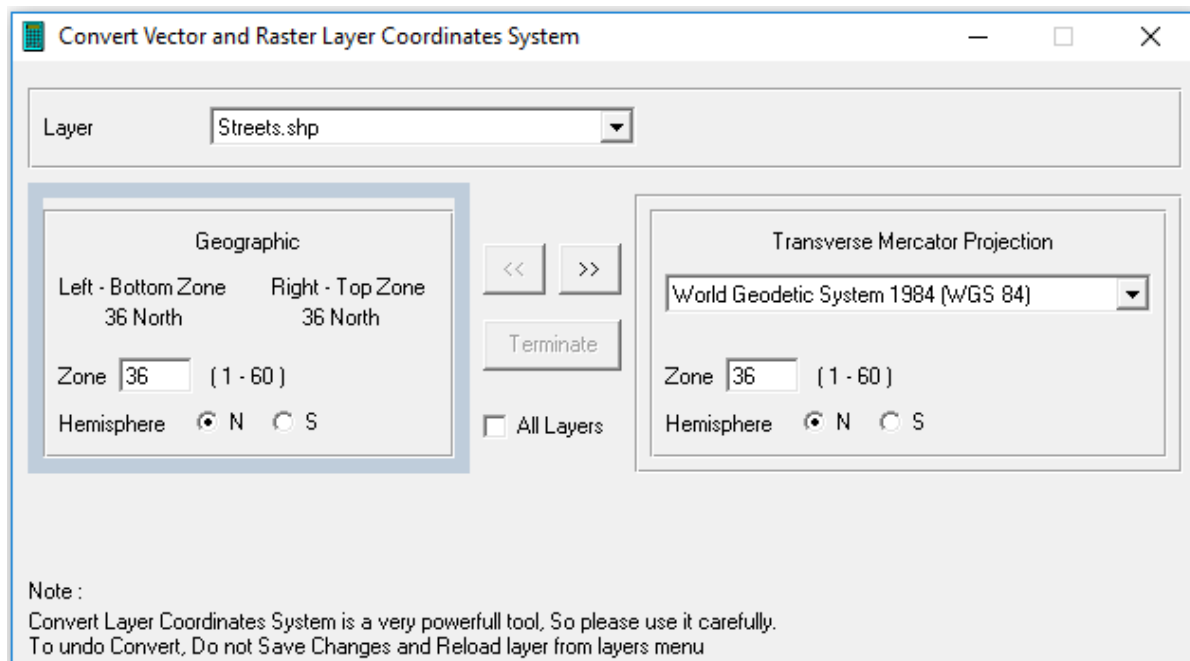 Convert Vector and Raster Layer Coordinates System
Layer
Streets.shp
Geographic
Left - Bottom Zone Right - Top Zone
36 North 36 North
Zone 36 ( 1 - 60 )
Hemisphere N S
<< >>
Terminate
All Layers
Transverse Mercator Projection
World Geodetic System 1984 (WGS 84)
Zone 36 ( 1 - 60 )
Hemisphere N S
Note :
Convert Layer Coordinates System is a very powerfull tool, So please use it carefully.
To undo Convert, Do not Save Changes and Reload layer from layers menu